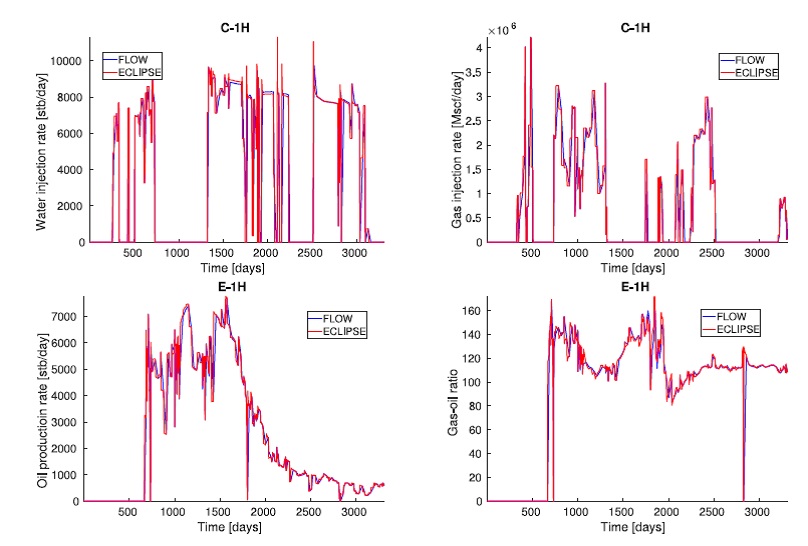 C-1H
Water injection rate [stb/day]
10000
8000
6000
4000
2000
0
FLOW
ECLIPSE
500 1000 1500 2000 2500 3000
Time [days]
C-1H
× 10 6
Gas injection rate [Mscf/day]
4
3.5
3
2.5
2
1.5
1
0.5
0
FLOW
ECLIPSE
500 1000 1500 2000 2500 3000
Time [days]
E-1H
Oil productioin rate [stb/day]
7000
6000
5000
4000
3000
2000
1000
0
FLOW
ECLIPSE
500 1000 1500 2000 2500 3000
Time [days]
E-1H
Gas-oil ratio
160
140
120
100
80
60
40
20
0
FLOW
ECLIPSE
500 1000 1500 2000 2500 3000
Time [days]